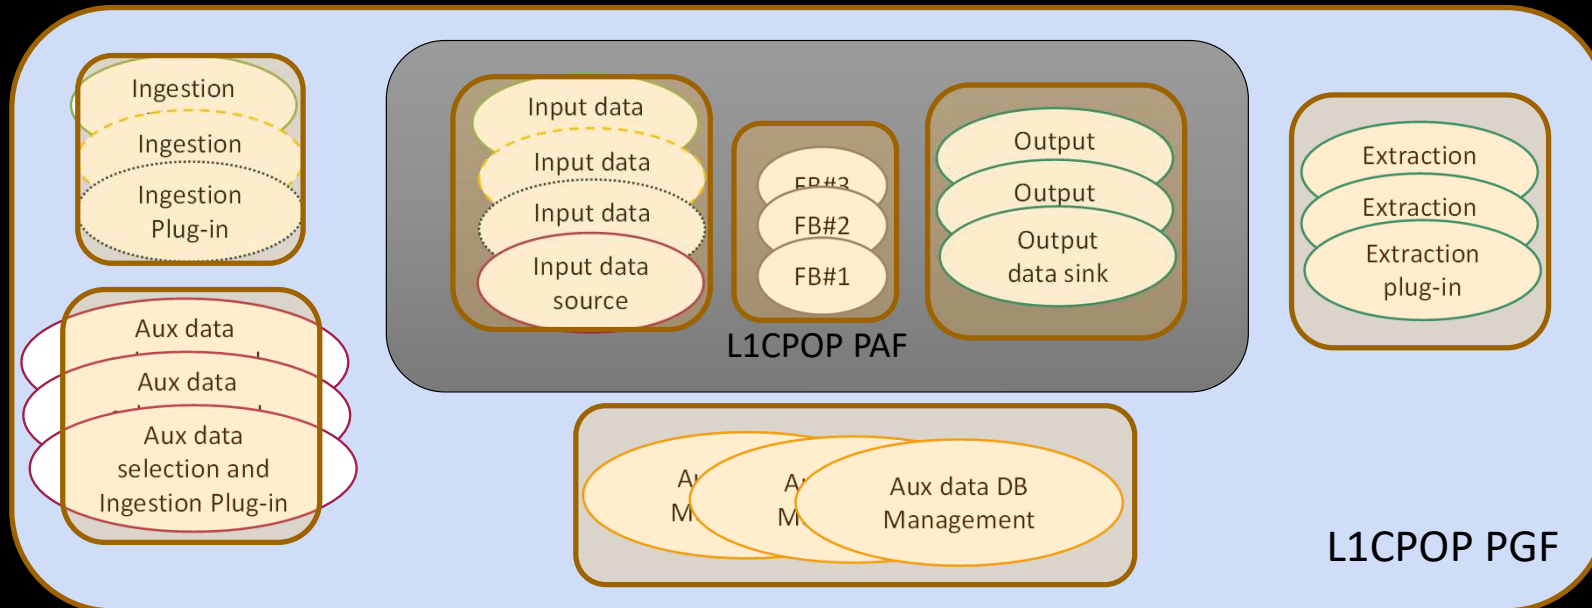 Ingestion
Ingestion
Ingestion
Plug-in
Aux data
Aux data
Aux data
selection and
Ingestion Plug-in
Input data
Input data
Input data
Input data
source
FB#3
FB#2
FB#1
Output
Output
Output
data sink
L1CPOP PAF
Extraction
Extraction
Extraction
plug-in
Aux data DB
Management
L1CPOP PGF